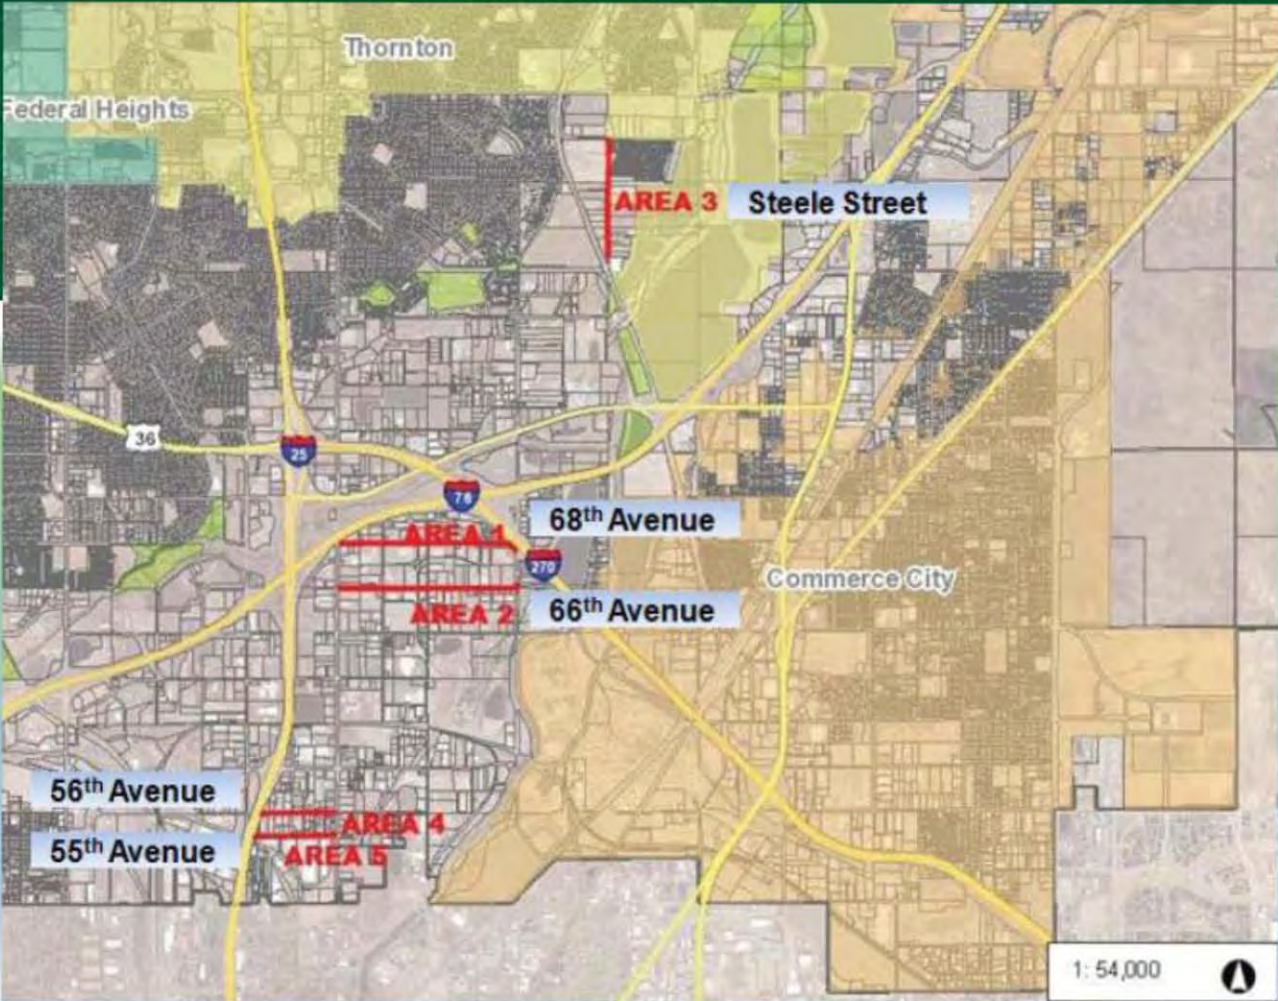 Thornton
Federal Heights
AREA 3
Steele Street
36
25
76
68th Avenue
AREA 1
270
Commerce City
66th Avenue
AREA 2
56th Avenue
AREA 4
55th Avenue
AREA 5
1: 54,000